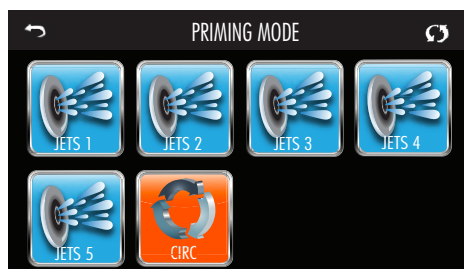 PRIMING MODE
JETS 1
JETS 2
JETS 3
JETS 4
JETS 5
CIRC